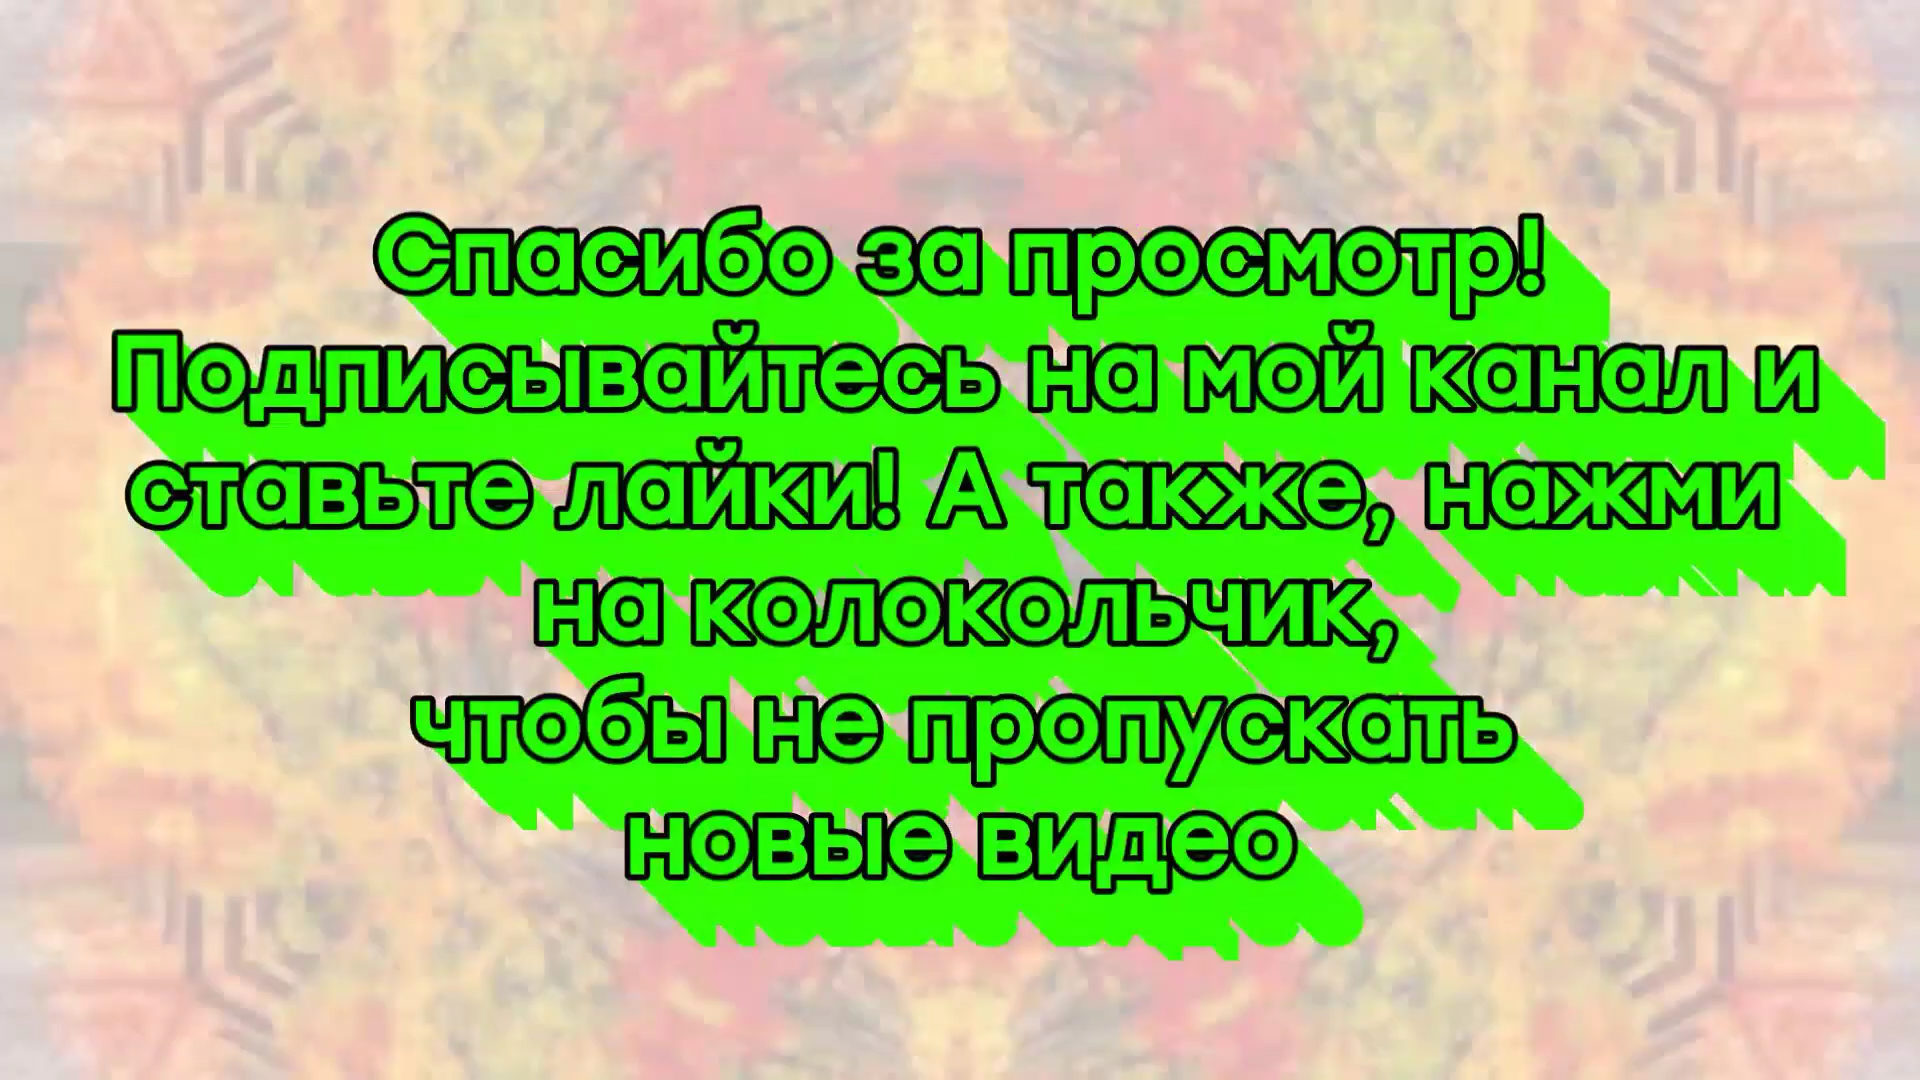 Спасибо за просмотр!
Подписывайтесь на мой канал и
ставьте лайки! А также, нажми
на колокольчик,
чтобы не пропускать
новые видео